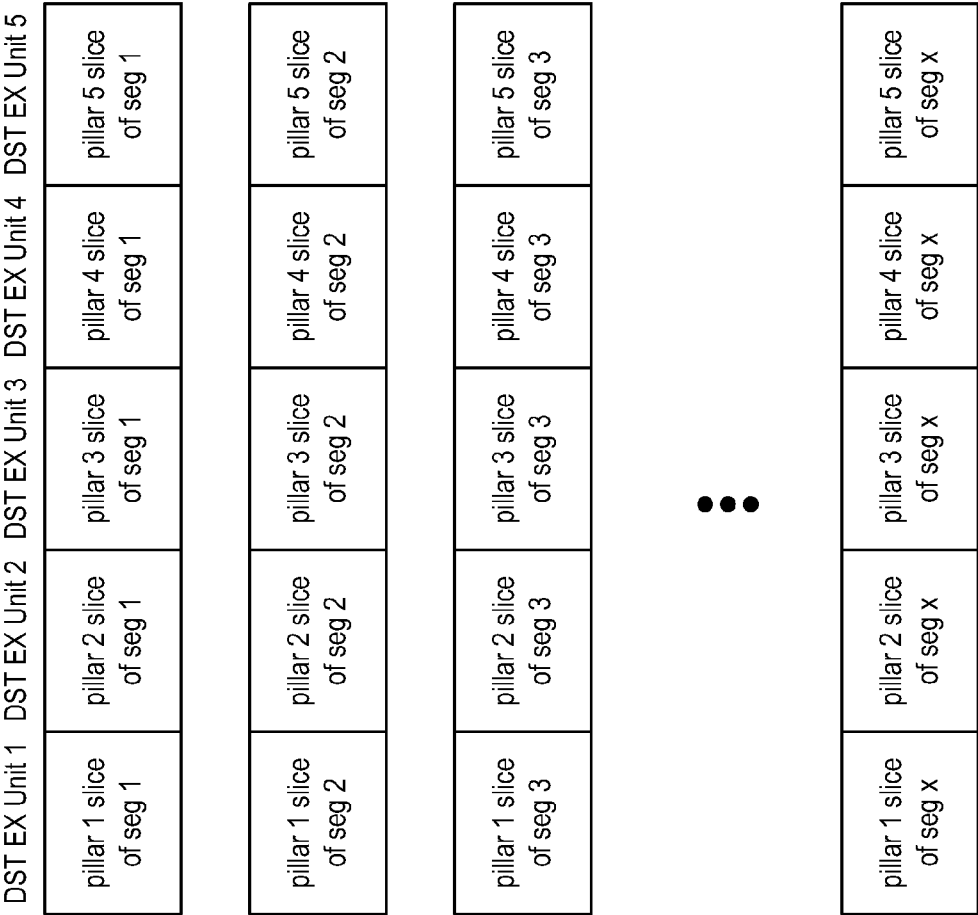 DST EX Unit 1
DST EX Unit 2
DST EX Unit 3
DST EX Unit 4
DST EX Unit 5
pillar 1 slice
of seg 1
pillar 2 slice
of seg 1
pillar 3 slice
of seg 1
pillar 4 slice
of seg 1
pillar 5 slice
of seg 1
pillar 1 slice
of seg 2
pillar 2 slice
of seg 2
pillar 3 slice
of seg 2
pillar 4 slice
of seg 2
pillar 5 slice
of seg 2
pillar 1 slice
of seg 3
pillar 2 slice
of seg 3
pillar 3 slice
of seg 3
pillar 4 slice
of seg 3
pillar 5 slice
of seg 3
pillar 1 slice
of seg x
pillar 2 slice
of seg x
pillar 3 slice
of seg x
pillar 4 slice
of seg x
pillar 5 slice
of seg x